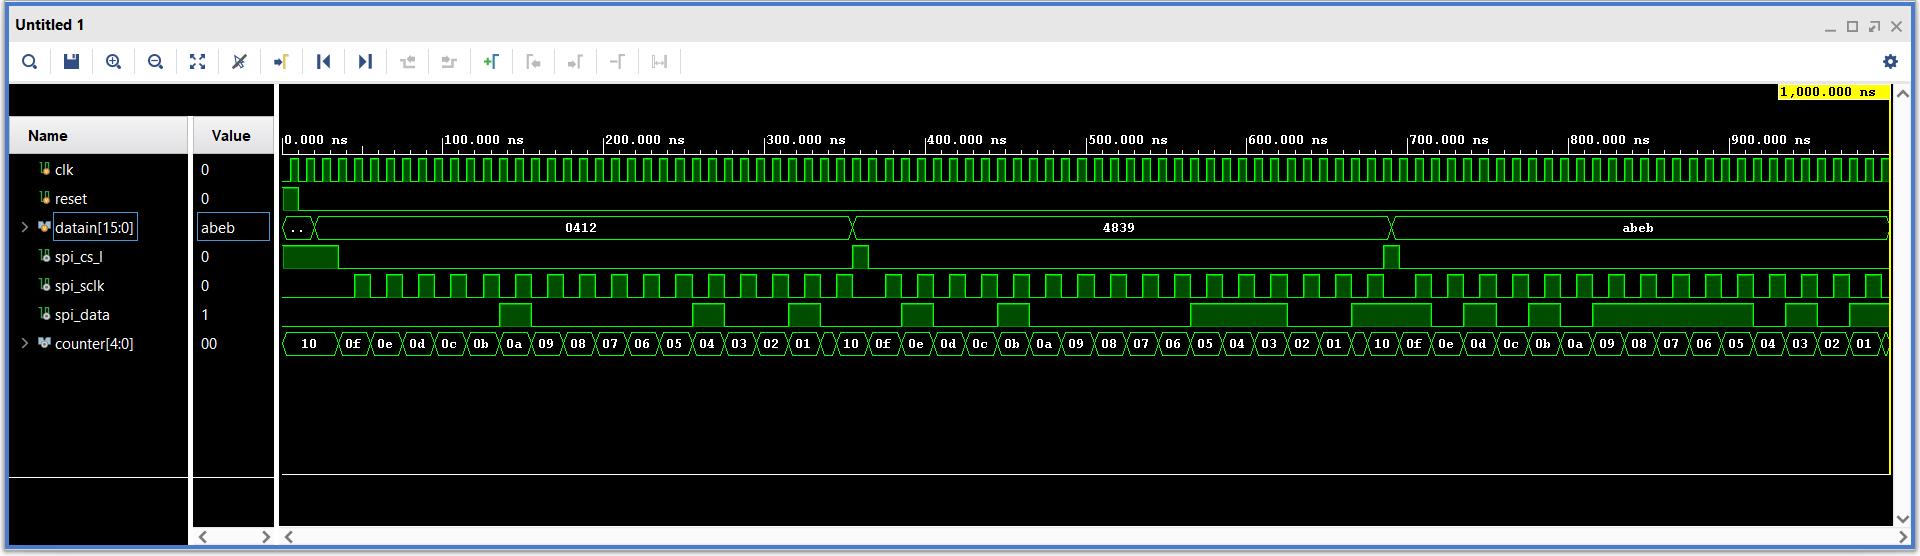 Untitled 1
1,000.000 ns
Name Value
0.000 ns 100.000 ns 200.000 ns 300.000 ns 400.000 ns 500.000 ns 600.000 ns 700.000 ns 800.000 ns 900.000 ns
clk 0
reset 0
datain[15:0] abeb .. 0412 4839 abeb
spi_cs_l 0
spi_sclk 0
spi_data 1
counter[4:0] 00 10 0f 0e 0d 0c 0b 0a 09 08 07 06 05 04 03 02 01 10 0f 0e 0d 0c 0b 0a 09 08 07 06 05 04 03 02 01 10 0f 0e 0d 0c 0b 0a 09 08 07 06 05 04 03 02 01